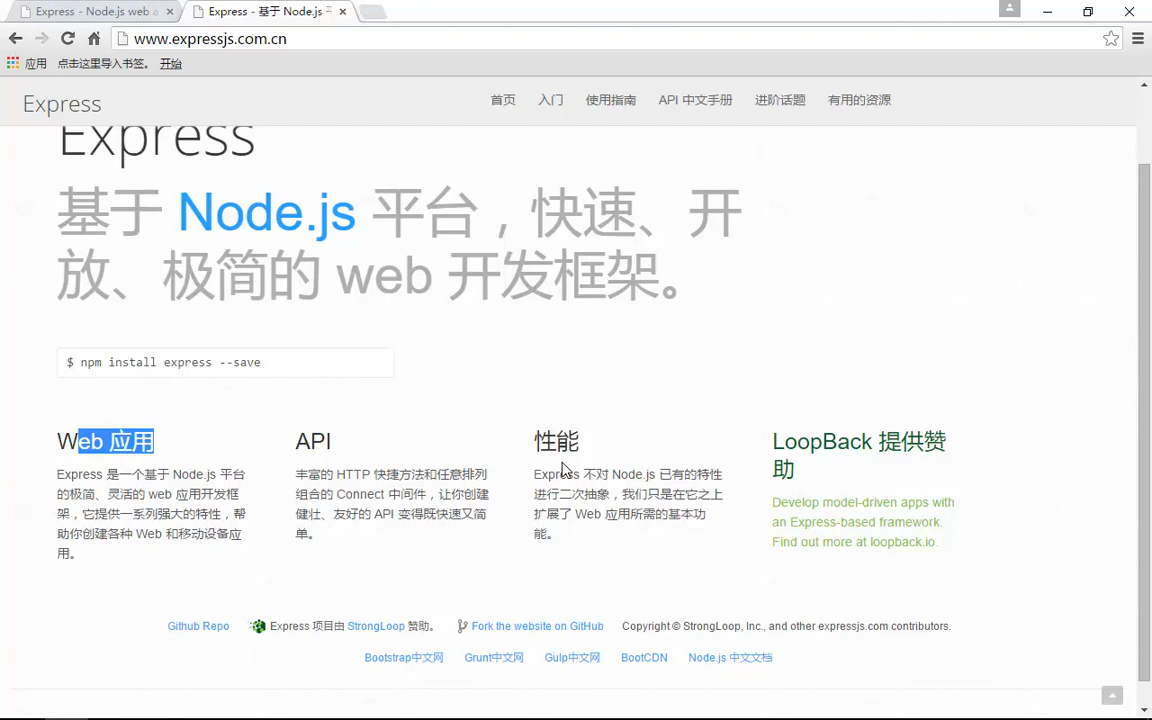 Express - Node.js web
Express - 基于 Node.js
www.expressjs.com.cn
应用 点击这里导入书签。 开始
Express 首页 入门 使用指南 API 中文手册 进阶话题 有用的资源
Express
基于 Node.js 平台，快速、开
放、极简的 web 开发框架。
$ npm install express --save
Web 应用
Express 是一个基于 Node.js 平台
的极简、灵活的 web 应用开发框
架，它提供一系列强大的特性，帮
助你创建各种 Web 和移动设备应
用。
API
丰富的 HTTP 快捷方法和任意排列
组合的 Connect 中间件，让你创建
健壮、友好的 API 变得既快速又简
单。
性能
Express 不对 Node.js 已有的特性
进行二次抽象，我们只是在它之上
扩展了 Web 应用所需的基本功
能。
LoopBack 提供赞
助
Develop model-driven apps with
an Express-based framework.
Find out more at loopback.io.
Github Repo Express 项目由 StrongLoop 赞助。 Fork the website on GitHub Copyright © StrongLoop, Inc., and other expressjs.com contributors.
Bootstrap中文网 Grunt中文网 Gulp中文网 BootCDN Node.js 中文文档